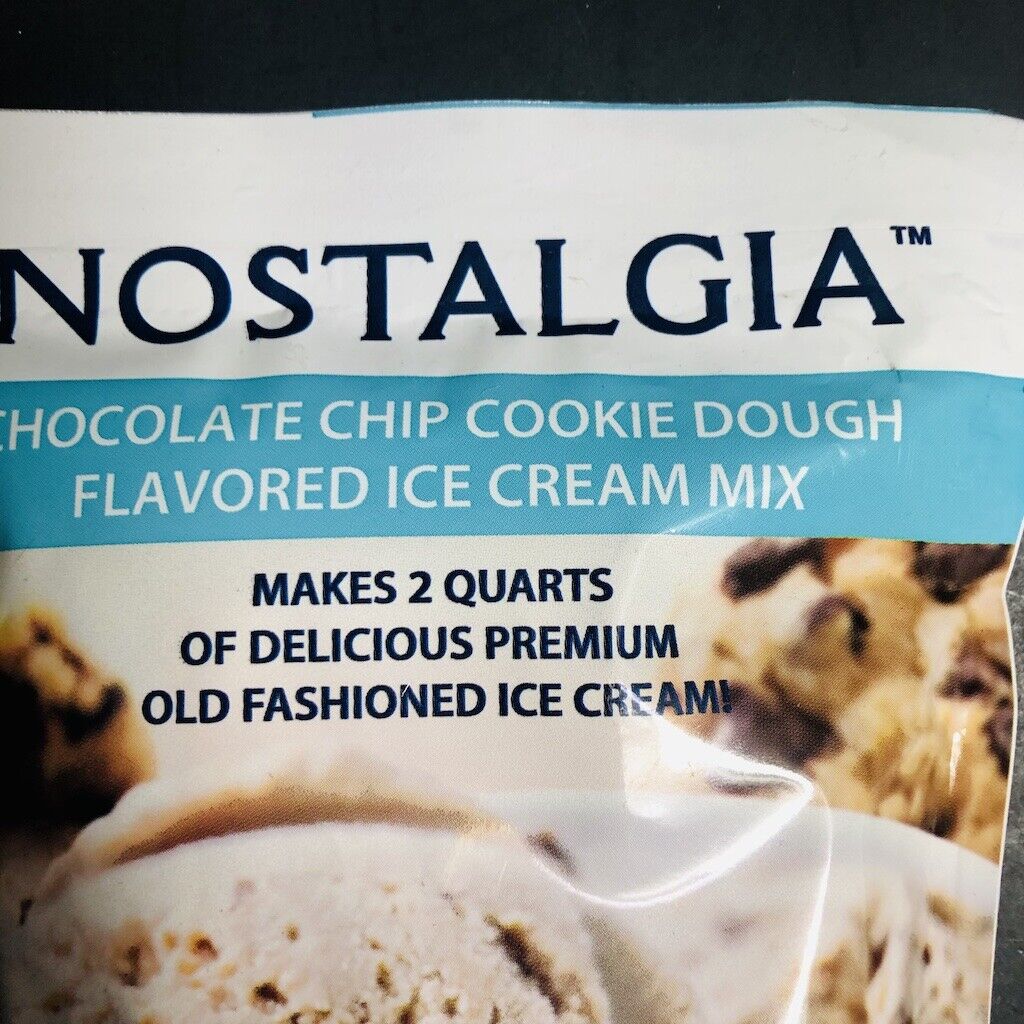 NOSTALGIA™
CHOCOLATE CHIP COOKIE DOUGH
FLAVORED ICE CREAM MIX
MAKES 2 QUARTS
OF DELICIOUS PREMIUM
OLD FASHIONED ICE CREAM!